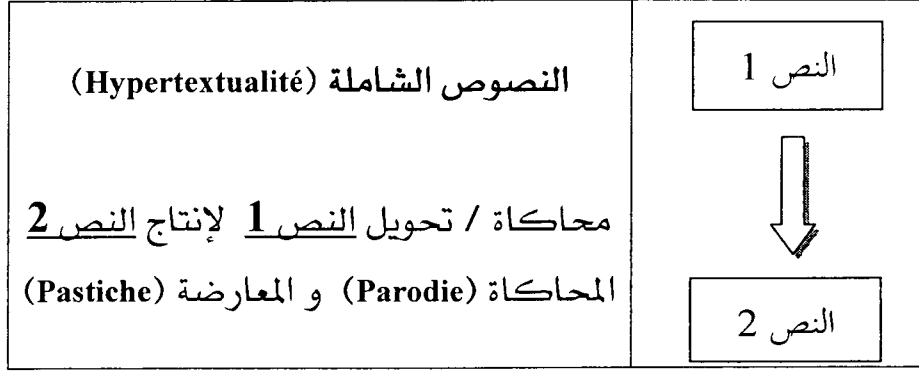 النص 1
النصوص الشاملة (Hypertextualité)
محاكاة / تحويل النص 1 لإنتاج النص 2
المحاكاة (Parodie) و المعارضة (Pastiche)
النص 2